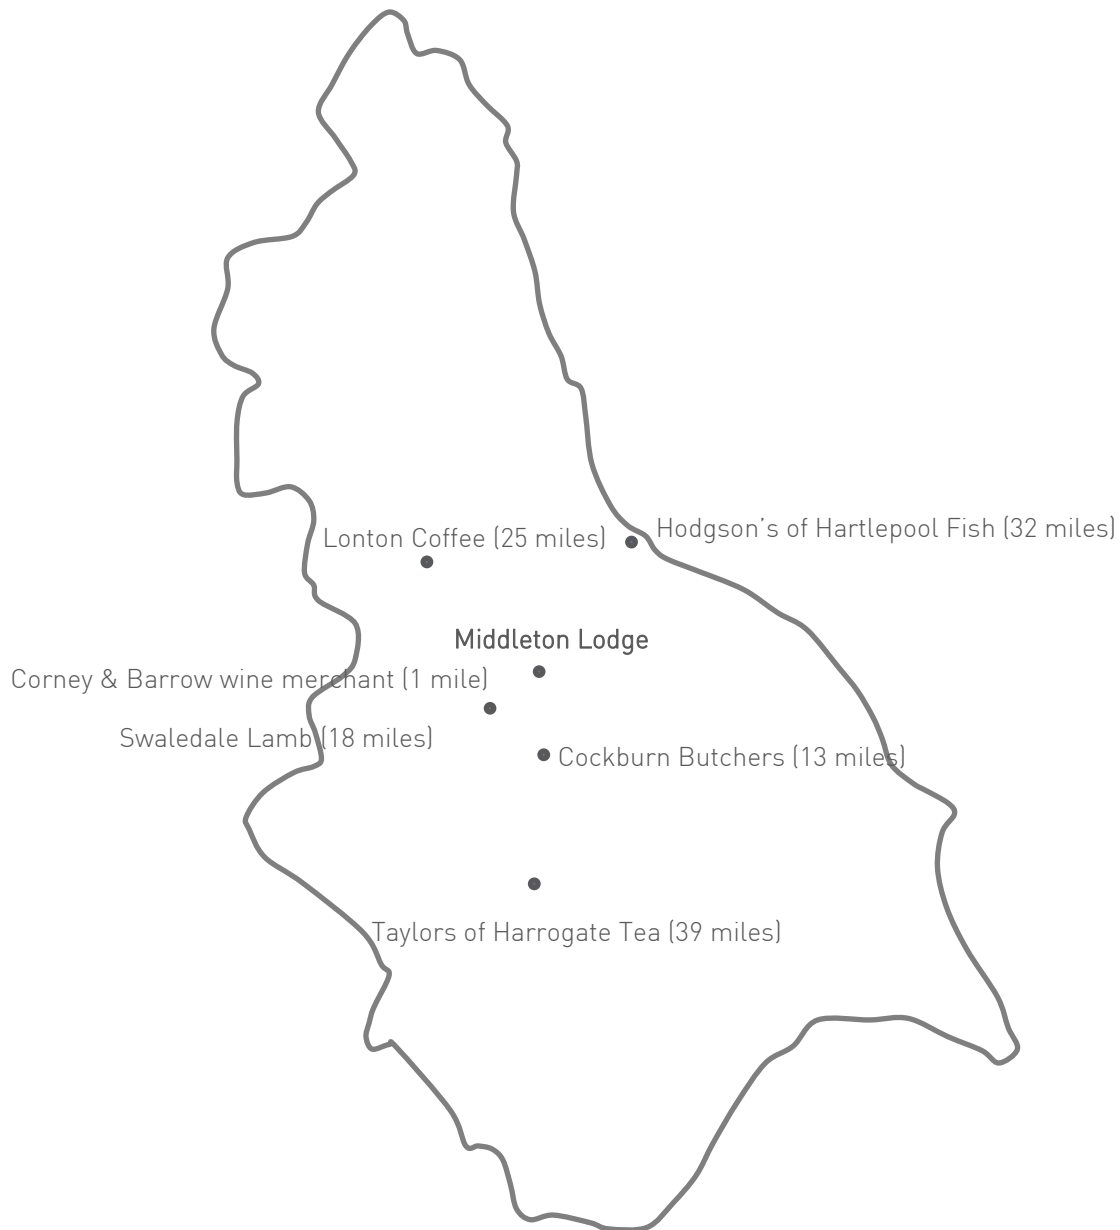 Hodgson’s of Hartlepool Fish (32 miles)
Lonton Coffee (25 miles)
Middleton Lodge
Corney & Barrow wine merchant (1 mile)
Swaledale Lamb (18 miles)
Cockburn Butchers (13 miles)
Taylors of Harrogate Tea (39 miles)